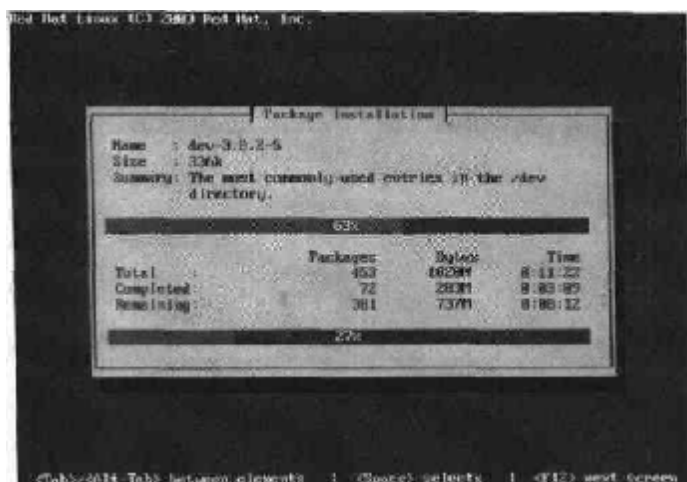 Red Hat Linux (C) 2003 Red Hat, Inc.
Package Installation
Name : dev-3.3.2-5
Size : 336k
Summary: The most commonly-used entries in the /dev
directory.
63%
Packages Bytes Time
Total : 453 1020M 0:11:22
Completed: 72 283M 0:03:09
Remaining: 381 737M 0:08:12
27%
<Tab>/<Alt-Tab> between elements | <Space> selects | <F12> next screen